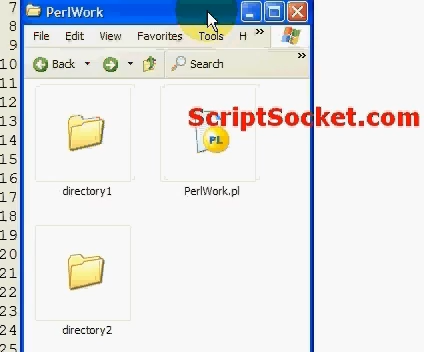 PerlWork
File Edit View Favorites Tools H »
Back Search »
ScriptSocket.com
PL
directory1 PerlWork.pl
directory2
7
8
9
10
11
12
13
14
15
16
17
18
19
20
21
22
23
24
25